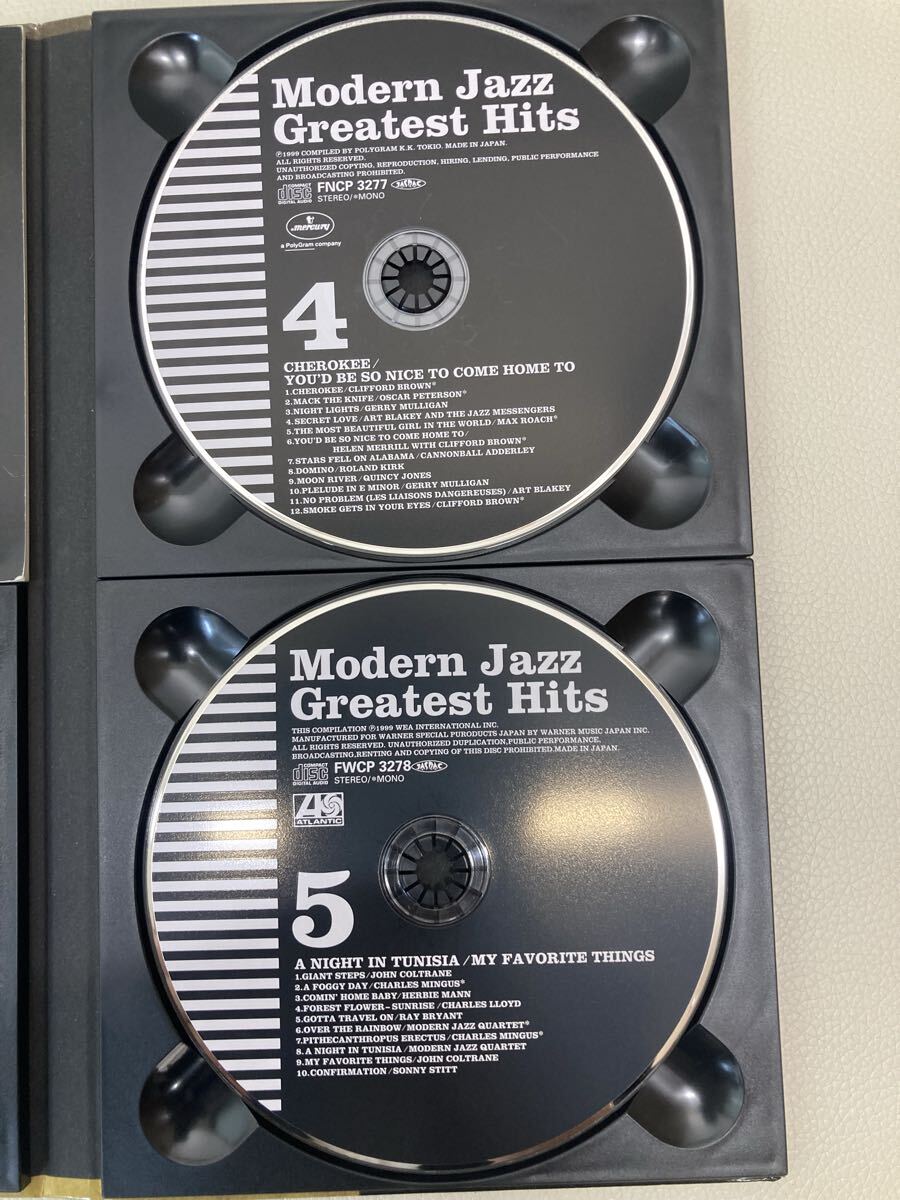 Modern Jazz
Greatest Hits
Ⓟ1999 COMPILED BY POLYGRAM K.K. TOKIO. MADE IN JAPAN.
ALL RIGHTS RESERVED.
UNAUTHORIZED COPYING, REPRODUCTION, HIRING, LENDING, PUBLIC PERFORMANCE
AND BROADCASTING PROHIBITED.
COMPACT
disc
DIGITAL AUDIO
FNCP 3277
STEREO/*MONO
mercury
a PolyGram company
4
CHEROKEE/
YOU'D BE SO NICE TO COME HOME TO
1.CHEROKEE/CLIFFORD BROWN*
2.MACK THE KNIFE/OSCAR PETERSON*
3.NIGHT LIGHTS/GERRY MULLIGAN
4.SECRET LOVE/ART BLAKEY AND THE JAZZ MESSENGERS
5.THE MOST BEAUTIFUL GIRL IN THE WORLD/MAX ROACH*
6.YOU'D BE SO NICE TO COME HOME TO/
HELEN MERRILL WITH CLIFFORD BROWN*
7.STARS FELL ON ALABAMA/CANNONBALL ADDERLEY
8.DOMINO/ROLAND KIRK
9.MOON RIVER/QUINCY JONES
10.PLELUDE IN E MINOR/GERRY MULLIGAN
11.NO PROBLEM (LES LIAISONS DANGEREUSES)/ART BLAKEY
12.SMOKE GETS IN YOUR EYES/CLIFFORD BROWN*
Modern Jazz
Greatest Hits
THIS COMPILATION Ⓟ1999 WEA INTERNATIONAL INC.
MANUFACTURED FOR WARNER SPECIAL PURODUCTS JAPAN BY WARNER MUSIC JAPAN INC.
ALL RIGHTS RESERVED. UNAUTHORIZED DUPLICATION,PUBLIC PERFORMANCE.
BROADCASTING,RENTING AND COPYING OF THIS DISC PROHIBITED.MADE IN JAPAN.
COMPACT
disc
DIGITAL AUDIO
FWCP 3278
STEREO/*MONO
ATLANTIC
5
A NIGHT IN TUNISIA/MY FAVORITE THINGS
1.GIANT STEPS/JOHN COLTRANE
2.A FOGGY DAY/CHARLES MINGUS*
3.COMIN' HOME BABY/HERBIE MANN
4.FOREST FLOWER–SUNRISE/CHARLES LLOYD
5.GOTTA TRAVEL ON/RAY BRYANT
6.OVER THE RAINBOW/MODERN JAZZ QUARTET*
7.PITHECANTHROPUS ERECTUS/CHARLES MINGUS*
8.A NIGHT IN TUNISIA/MODERN JAZZ QUARTET
9.MY FAVORITE THINGS/JOHN COLTRANE
10.CONFIRMATION/SONNY STITT